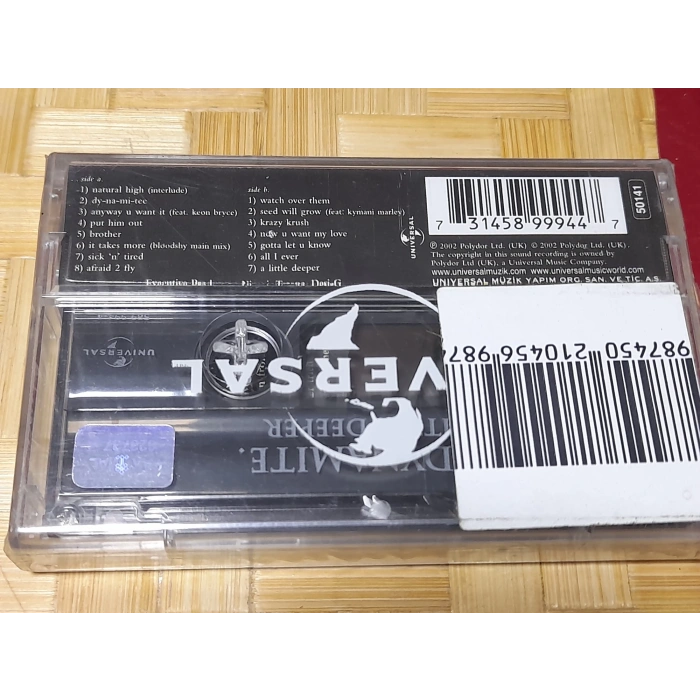 side a.
1) natural high (interlude)
2) dy-na-mi-tee
3) anyway u want it (feat. keon bryce)
4) put him out
5) brother
6) it takes more (bloodshy main mix)
7) sick 'n' tired
8) afraid 2 fly
side b.
1) watch over them
2) seed will grow (feat: kymani marley)
3) krazy krush
4) now u want my love
5) gotta let u know
6) all I ever
7) a little deeper
7 31458 99944 7
50141
UNIVERSAL
℗ 2002 Polydor Ltd. (UK) © 2002 Polydor Ltd. (UK).
The copyright in this sound recording is owned by
Polydor Ltd. (UK), a Universal Music Company.
www.universalmuzik.com www.universalmusicworld.com
UNIVERSAL MÜZİK YAPIM ORG. SAN. VE TİC. A.S.
UNIVERSAL
VERSAL
987450 210456 987
DEEPER
DYNAMITE.